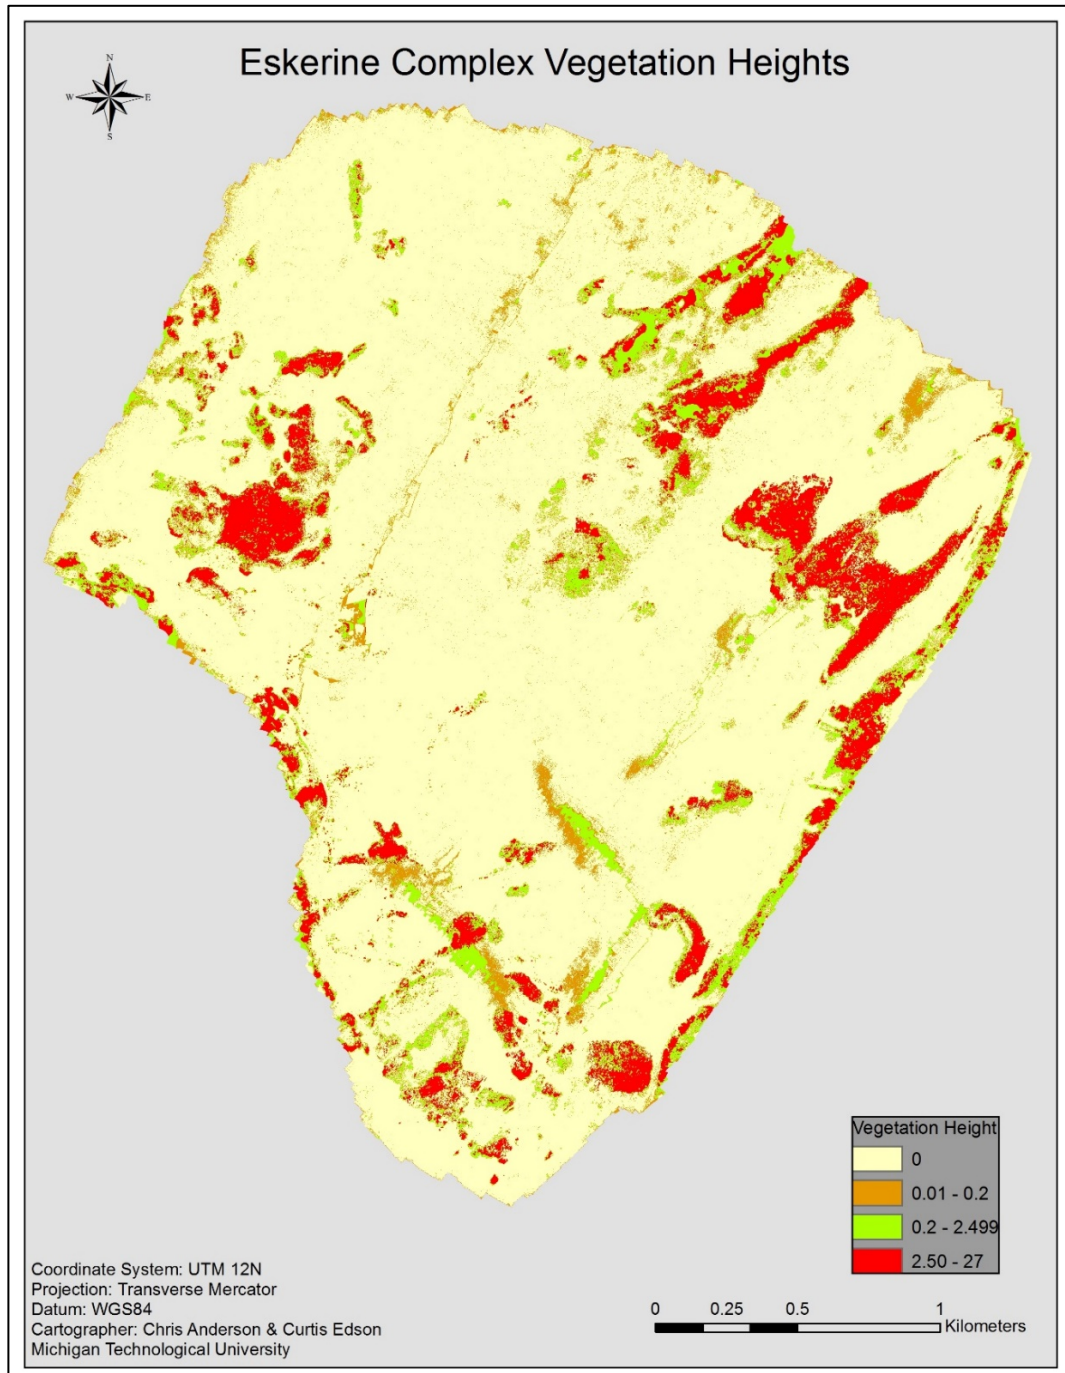 Eskerine Complex Vegetation Heights
N
W E
S
Vegetation Height
0
0.01 - 0.2
0.2 - 2.499
2.50 - 27
Coordinate System: UTM 12N
Projection: Transverse Mercator
Datum: WGS84
Cartographer: Chris Anderson & Curtis Edson
Michigan Technological University
0 0.25 0.5 1
Kilometers